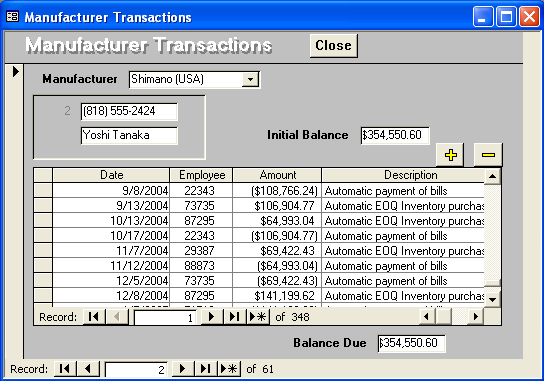 Manufacturer Transactions
Manufacturer Transactions Close
Manufacturer Shimano (USA)
2 (818) 555-2424
Yoshi Tanaka Initial Balance $354,550.60
Date Employee Amount Description
9/8/2004 22343 ($108,766.24) Automatic payment of bills
9/13/2004 73735 $106,904.77 Automatic EOQ Inventory purchas
10/13/2004 87295 $64,993.04 Automatic EOQ Inventory purchas
10/17/2004 22343 ($106,904.77) Automatic payment of bills
11/7/2004 29387 $69,422.43 Automatic EOQ Inventory purchas
11/12/2004 88873 ($64,993.04) Automatic payment of bills
12/5/2004 73735 ($69,422.43) Automatic payment of bills
12/8/2004 87295 $141,199.62 Automatic EOQ Inventory purchas
Record: 1 of 348
Balance Due $354,550.60
Record: 2 of 61